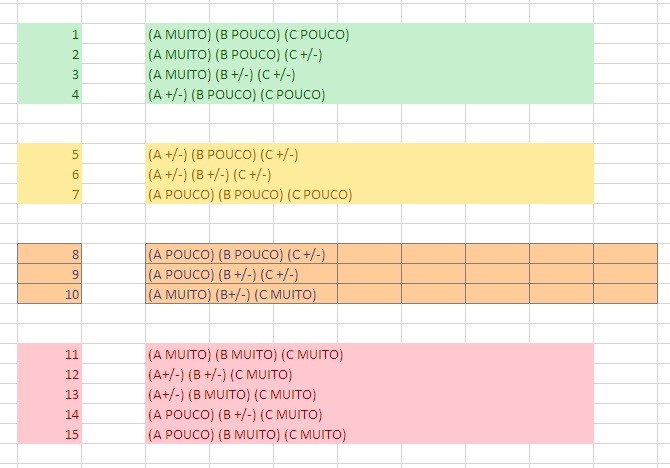 1 (A MUITO) (B POUCO) (C POUCO)
2 (A MUITO) (B POUCO) (C +/-)
3 (A MUITO) (B +/-) (C +/-)
4 (A +/-) (B POUCO) (C POUCO)
5 (A +/-) (B POUCO) (C +/-)
6 (A +/-) (B +/-) (C +/-)
7 (A POUCO) (B POUCO) (C POUCO)
8 (A POUCO) (B POUCO) (C +/-)
9 (A POUCO) (B +/-) (C +/-)
10 (A MUITO) (B+/-) (C MUITO)
11 (A MUITO) (B MUITO) (C MUITO)
12 (A+/-) (B +/-) (C MUITO)
13 (A+/-) (B MUITO) (C MUITO)
14 (A POUCO) (B +/-) (C MUITO)
15 (A POUCO) (B MUITO) (C MUITO)